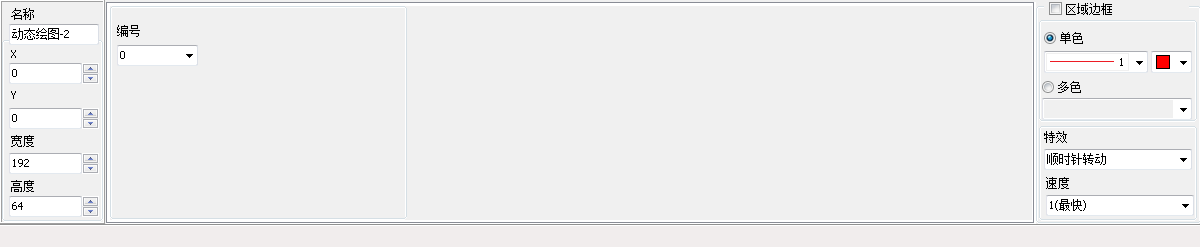 名称
动态绘图-2
X
0
Y
0
宽度
192
高度
64
编号
0
区域边框
单色
1
多色
特效
顺时针转动
速度
1(最快)